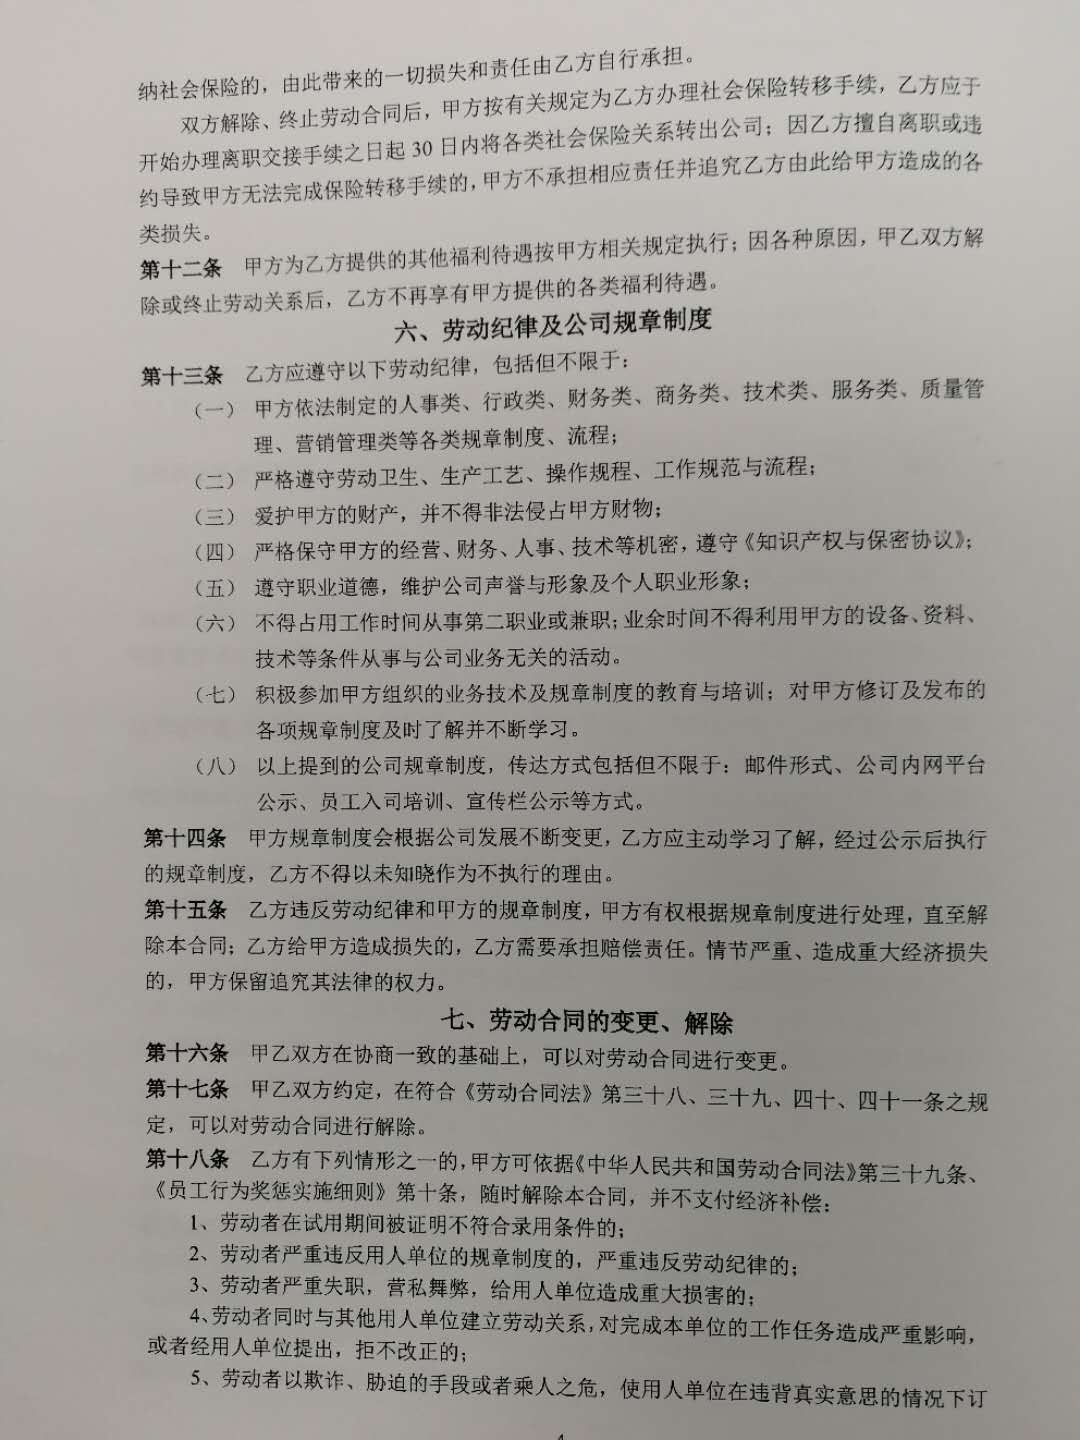 纳社会保险的，由此带来的一切损失和责任由乙方自行承担。
双方解除、终止劳动合同后，甲方按有关规定为乙方办理社会保险转移手续，乙方应于
开始办理离职交接手续之日起 30 日内将各类社会保险关系转出公司；因乙方擅自离职或违
约导致甲方无法完成保险转移手续的，甲方不承担相应责任并追究乙方由此给甲方造成的各
类损失。
第十二条 甲方为乙方提供的其他福利待遇按甲方相关规定执行；因各种原因，甲乙双方解
除或终止劳动关系后，乙方不再享有甲方提供的各类福利待遇。
六、劳动纪律及公司规章制度
第十三条 乙方应遵守以下劳动纪律，包括但不限于：
（一） 甲方依法制定的人事类、行政类、财务类、商务类、技术类、服务类、质量管
理、营销管理类等各类规章制度、流程；
（二） 严格遵守劳动卫生、生产工艺、操作规程、工作规范与流程；
（三） 爱护甲方的财产，并不得非法侵占甲方财物；
（四） 严格保守甲方的经营、财务、人事、技术等机密，遵守《知识产权与保密协议》；
（五） 遵守职业道德，维护公司声誉与形象及个人职业形象；
（六） 不得占用工作时间从事第二职业或兼职；业余时间不得利用甲方的设备、资料、
技术等条件从事与公司业务无关的活动。
（七） 积极参加甲方组织的业务技术及规章制度的教育与培训；对甲方修订及发布的
各项规章制度及时了解并不断学习。
（八） 以上提到的公司规章制度，传达方式包括但不限于：邮件形式、公司内网平台
公示、员工入司培训、宣传栏公示等方式。
第十四条 甲方规章制度会根据公司发展不断变更，乙方应主动学习了解，经过公示后执行
的规章制度，乙方不得以未知晓作为不执行的理由。
第十五条 乙方违反劳动纪律和甲方的规章制度，甲方有权根据规章制度进行处理，直至解
除本合同；乙方给甲方造成损失的，乙方需要承担赔偿责任。情节严重、造成重大经济损失
的，甲方保留追究其法律的权力。
七、劳动合同的变更、解除
第十六条 甲乙双方在协商一致的基础上，可以对劳动合同进行变更。
第十七条 甲乙双方约定，在符合《劳动合同法》第三十八、三十九、四十、四十一条之规
定，可以对劳动合同进行解除。
第十八条 乙方有下列情形之一的，甲方可依据《中华人民共和国劳动合同法》第三十九条、
《员工行为奖惩实施细则》第十条，随时解除本合同，并不支付经济补偿：
1、劳动者在试用期间被证明不符合录用条件的；
2、劳动者严重违反用人单位的规章制度的，严重违反劳动纪律的；
3、劳动者严重失职，营私舞弊，给用人单位造成重大损害的；
4、劳动者同时与其他用人单位建立劳动关系，对完成本单位的工作任务造成严重影响，
或者经用人单位提出，拒不改正的；
5、劳动者以欺诈、胁迫的手段或者乘人之危，使用人单位在违背真实意思的情况下订